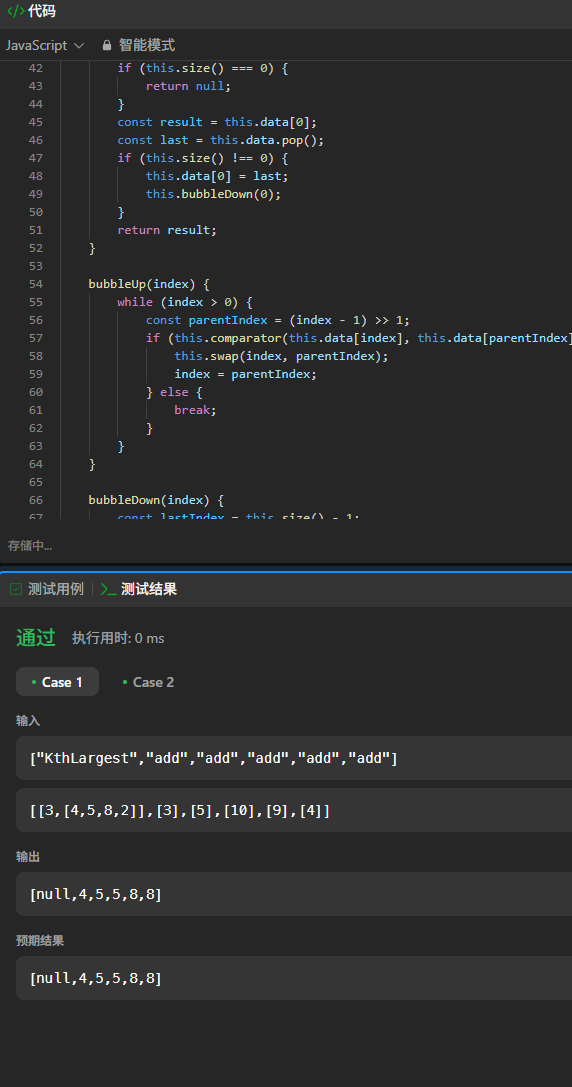 </> 代码
JavaScript 智能模式
42 if (this.size() === 0) {
43 return null;
44 }
45 const result = this.data[0];
46 const last = this.data.pop();
47 if (this.size() !== 0) {
48 this.data[0] = last;
49 this.bubbleDown(0);
50 }
51 return result;
52 }
53
54 bubbleUp(index) {
55 while (index > 0) {
56 const parentIndex = (index - 1) >> 1;
57 if (this.comparator(this.data[index], this.data[parentIndex]
58 this.swap(index, parentIndex);
59 index = parentIndex;
60 } else {
61 break;
62 }
63 }
64 }
65
66 bubbleDown(index) {
67 const lastIndex = this.size() - 1;
存储中...
测试用例 | >_ 测试结果
通过 执行用时: 0 ms
• Case 1 • Case 2
输入
["KthLargest","add","add","add","add","add"]
[[3,[4,5,8,2]],[3],[5],[10],[9],[4]]
输出
[null,4,5,5,8,8]
预期结果
[null,4,5,5,8,8]